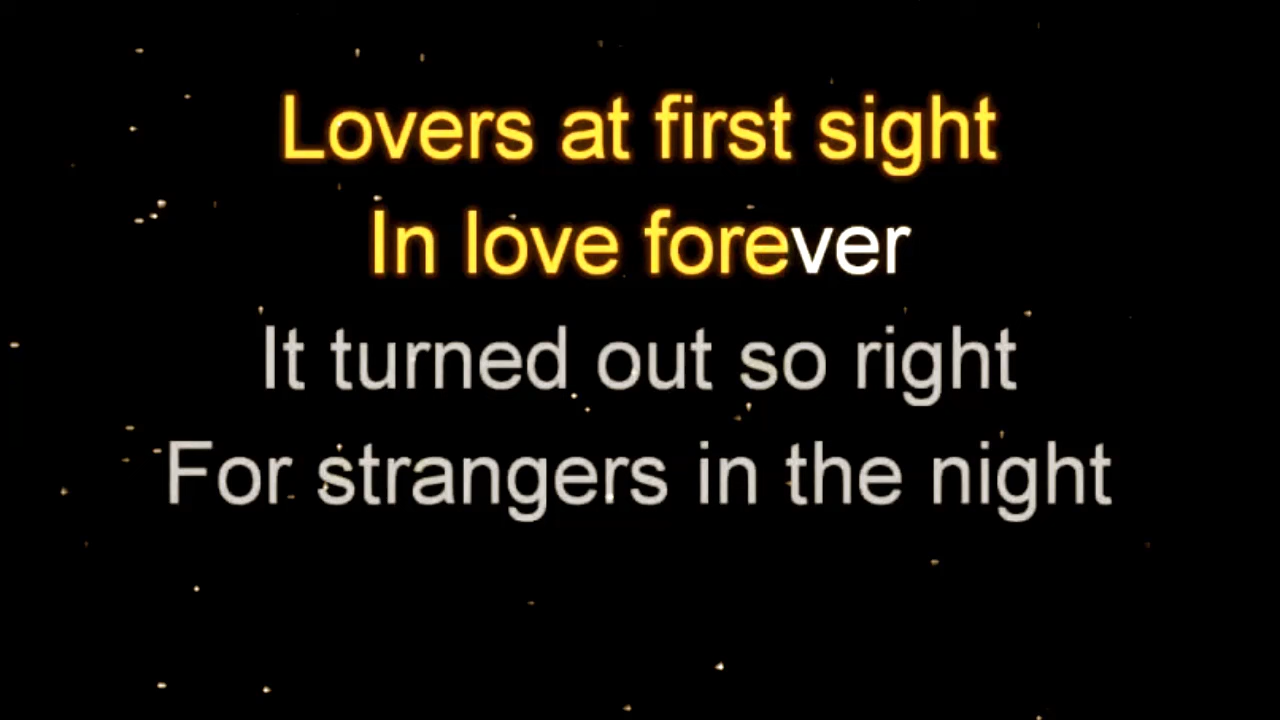 Lovers at first sight
In love forever
It turned out so right
For strangers in the night